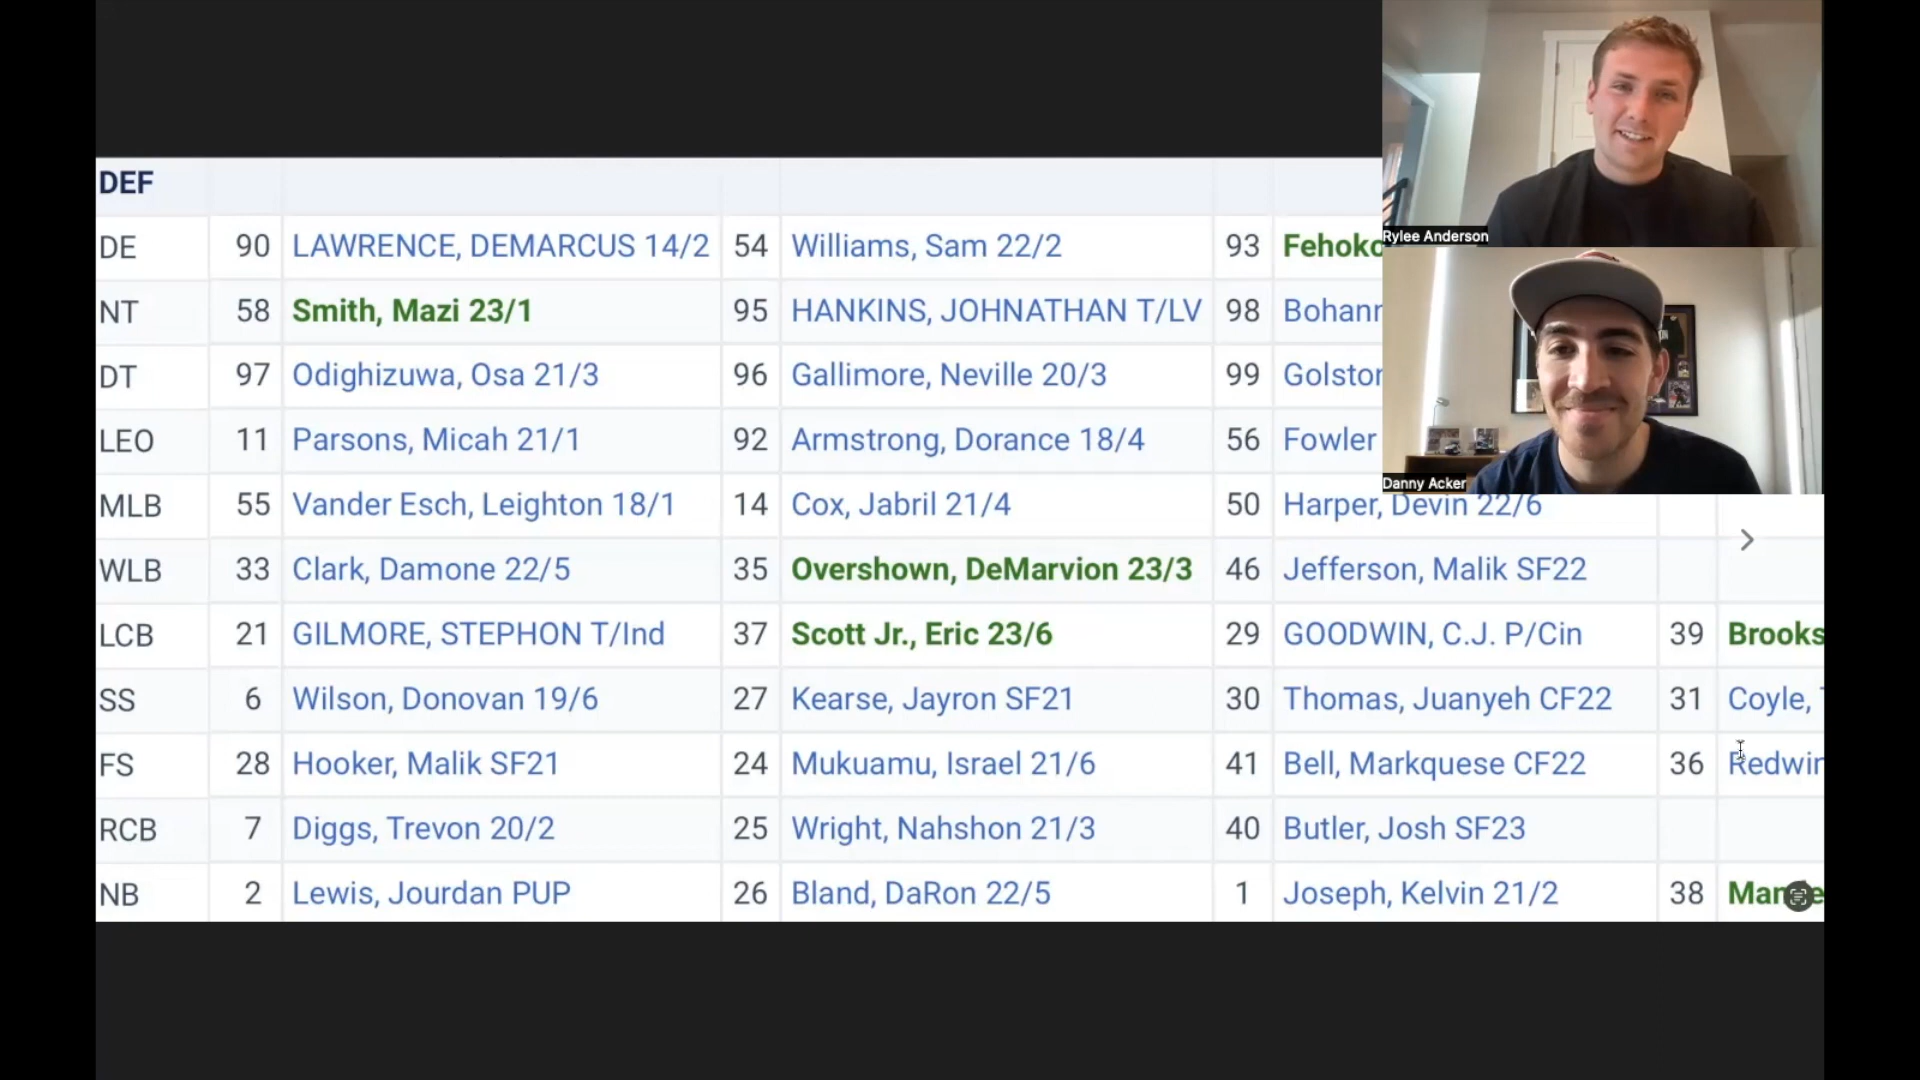 DEF
DE 90 LAWRENCE, DEMARCUS 14/2 54 Williams, Sam 22/2 93
NT 58 Smith, Mazi 23/1 95 HANKINS, JOHNATHAN T/LV 98
DT 97 Odighizuwa, Osa 21/3 96 Gallimore, Neville 20/3 99
LEO 11 Parsons, Micah 21/1 92 Armstrong, Dorance 18/4 56 Fowler
MLB 55 Vander Esch, Leighton 18/1 14 Cox, Jabril 21/4 50 Harper, Devin 22/6
WLB 33 Clark, Damone 22/5 35 Overshown, DeMarvion 23/3 46 Jefferson, Malik SF22
LCB 21 GILMORE, STEPHON T/Ind 37 Scott Jr., Eric 23/6 29 GOODWIN, C.J. P/Cin 39 Brooks
SS 6 Wilson, Donovan 19/6 27 Kearse, Jayron SF21 30 Thomas, Juanyeh CF22 31 Coyle,
FS 28 Hooker, Malik SF21 24 Mukuamu, Israel 21/6 41 Bell, Markquese CF22 36
RCB 7 Diggs, Trevon 20/2 25 Wright, Nahshon 21/3 40 Butler, Josh SF23
NB 2 Lewis, Jourdan PUP 26 Bland, DaRon 22/5 1 Joseph, Kelvin 21/2 38
Rylee Anderson
Danny Acker